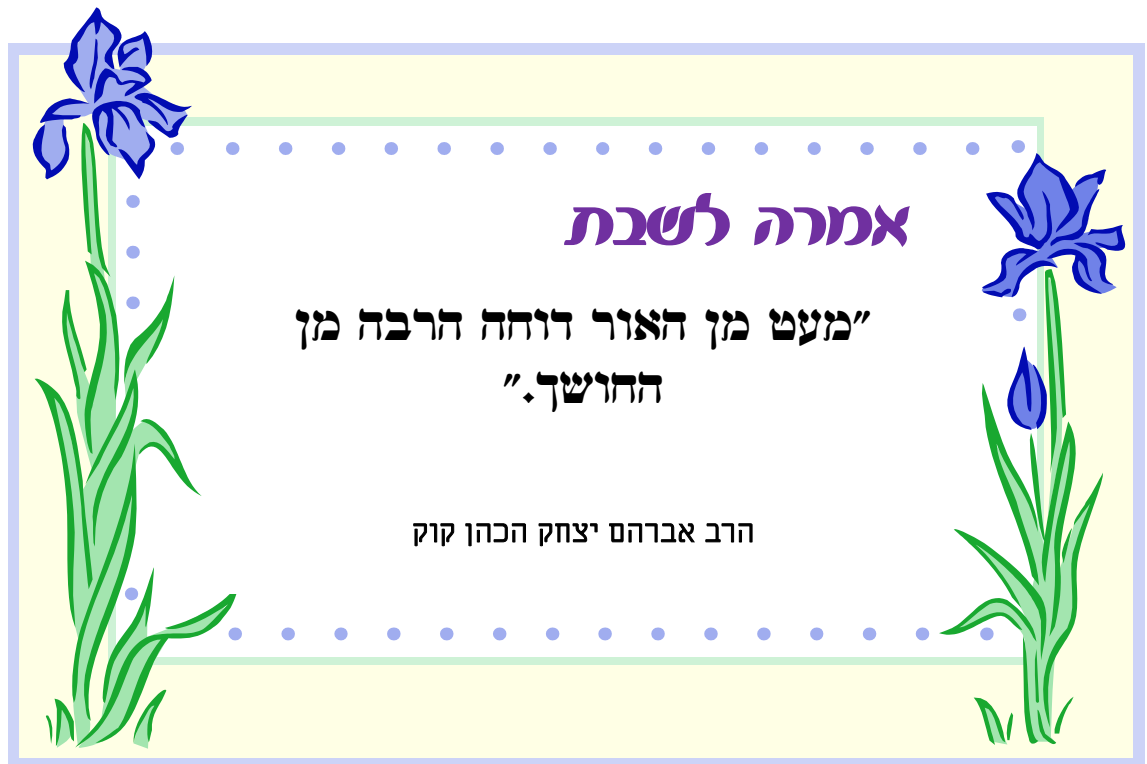 אמרה לשבת
"מעט מן האור דוחה הרבה מן
החושך."
הרב אברהם יצחק הכהן קוק